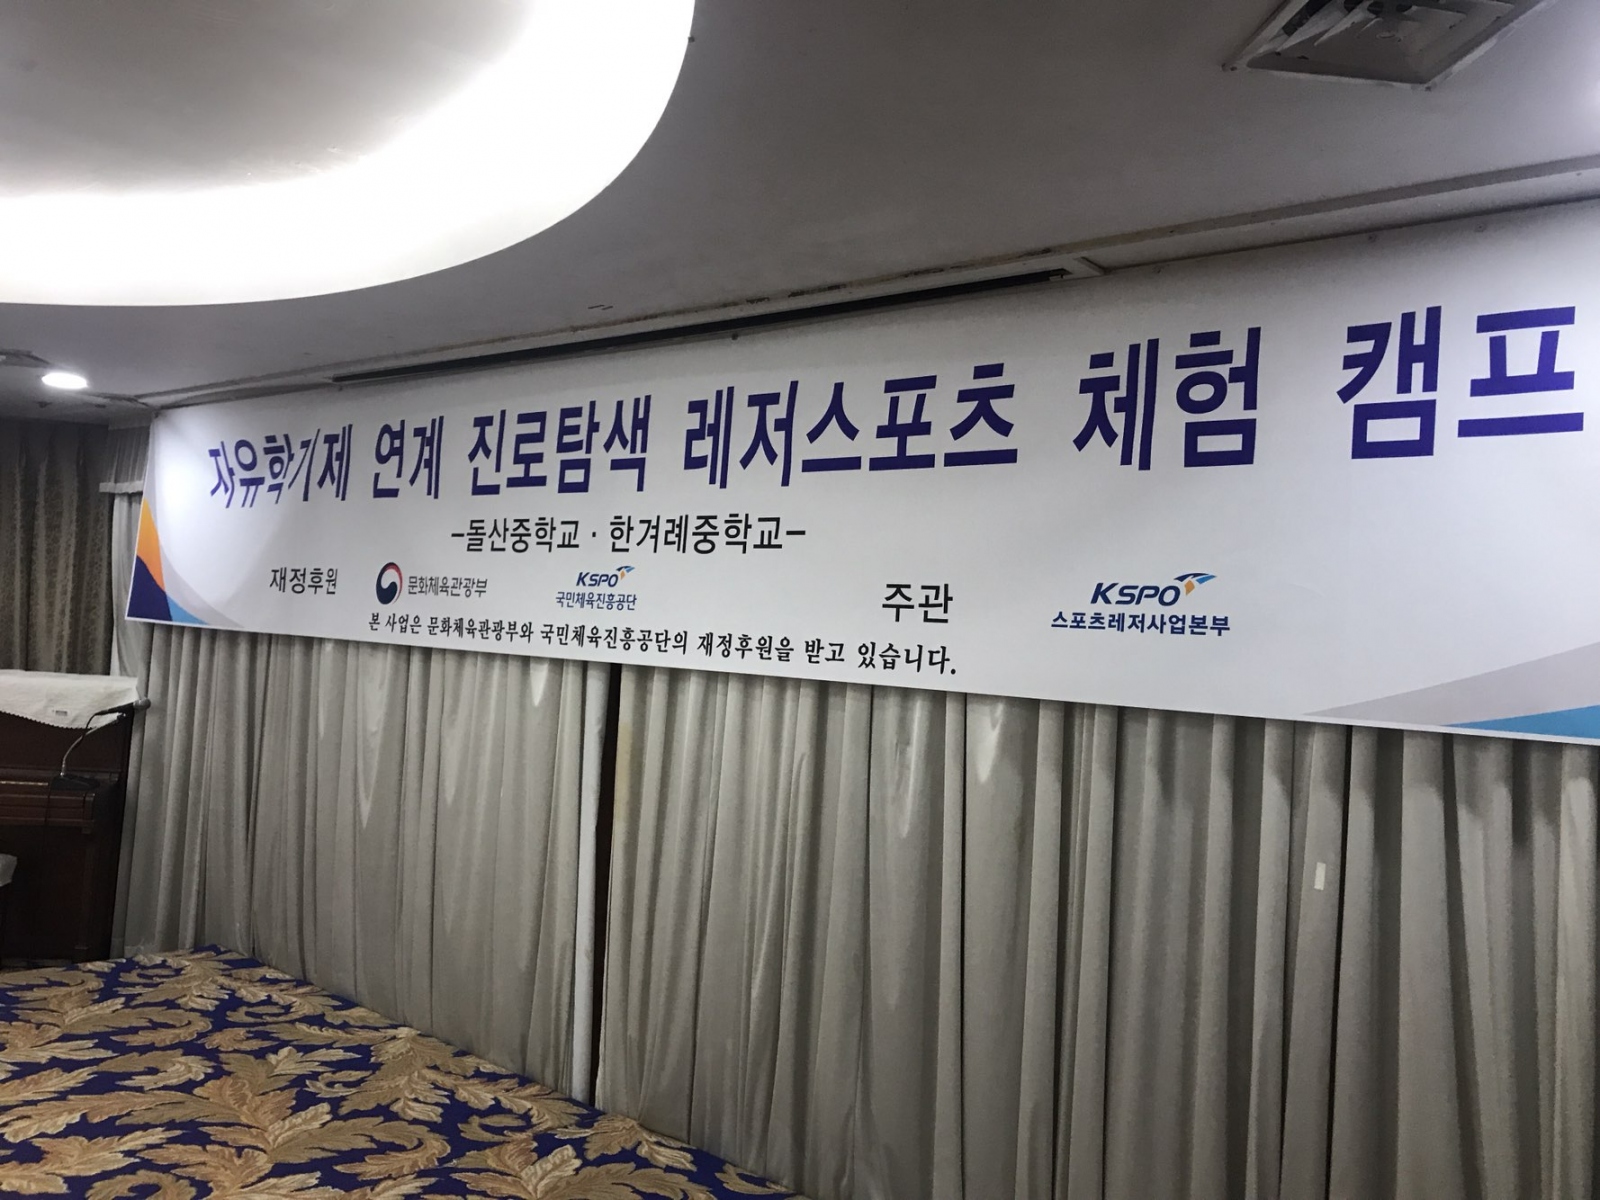 자유학기제 연계 진로탐색 레저스포츠 체험 캠프
-돌산중학교 · 한겨레중학교-
재정후원 문화체육관광부 KSPO 국민체육진흥공단 주관 KSPO 스포츠레저사업본부
본 사업은 문화체육관광부와 국민체육진흥공단의 재정후원을 받고 있습니다.